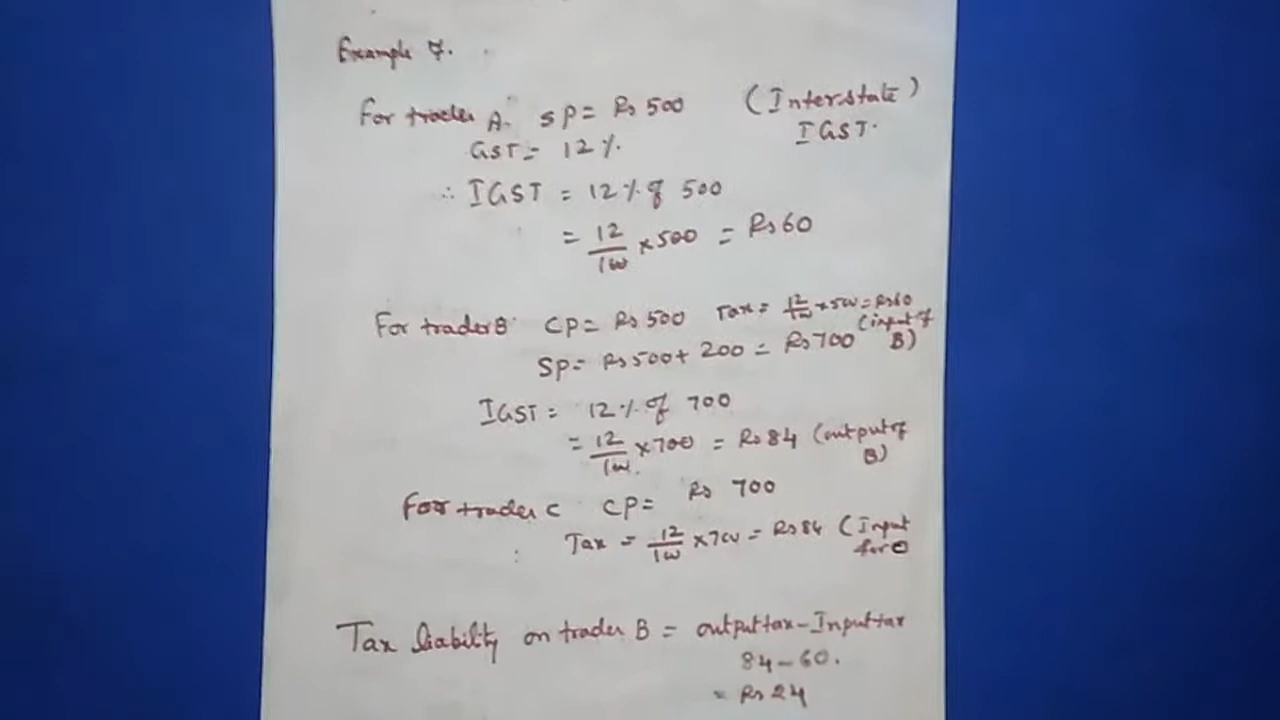 Example 7.
For trader A. SP = Rs 500 (Interstate)
GST = 12 %. IGST.
∴ IGST = 12 % of 500
= 12/100 × 500 = Rs 60
For trader B CP = Rs 500 Tax = 12/100 × 500 = Rs 60
(input of B)
SP = Rs 500 + 200 = Rs 700
IGST = 12 % of 700
= 12/100 × 700 = Rs 84 (output of B)
For trader C CP = Rs 700
: Tax = 12/100 × 700 = Rs 84 (Input for C
Tax liability on trader B = output tax - Input tax
84 - 60.
= Rs 24